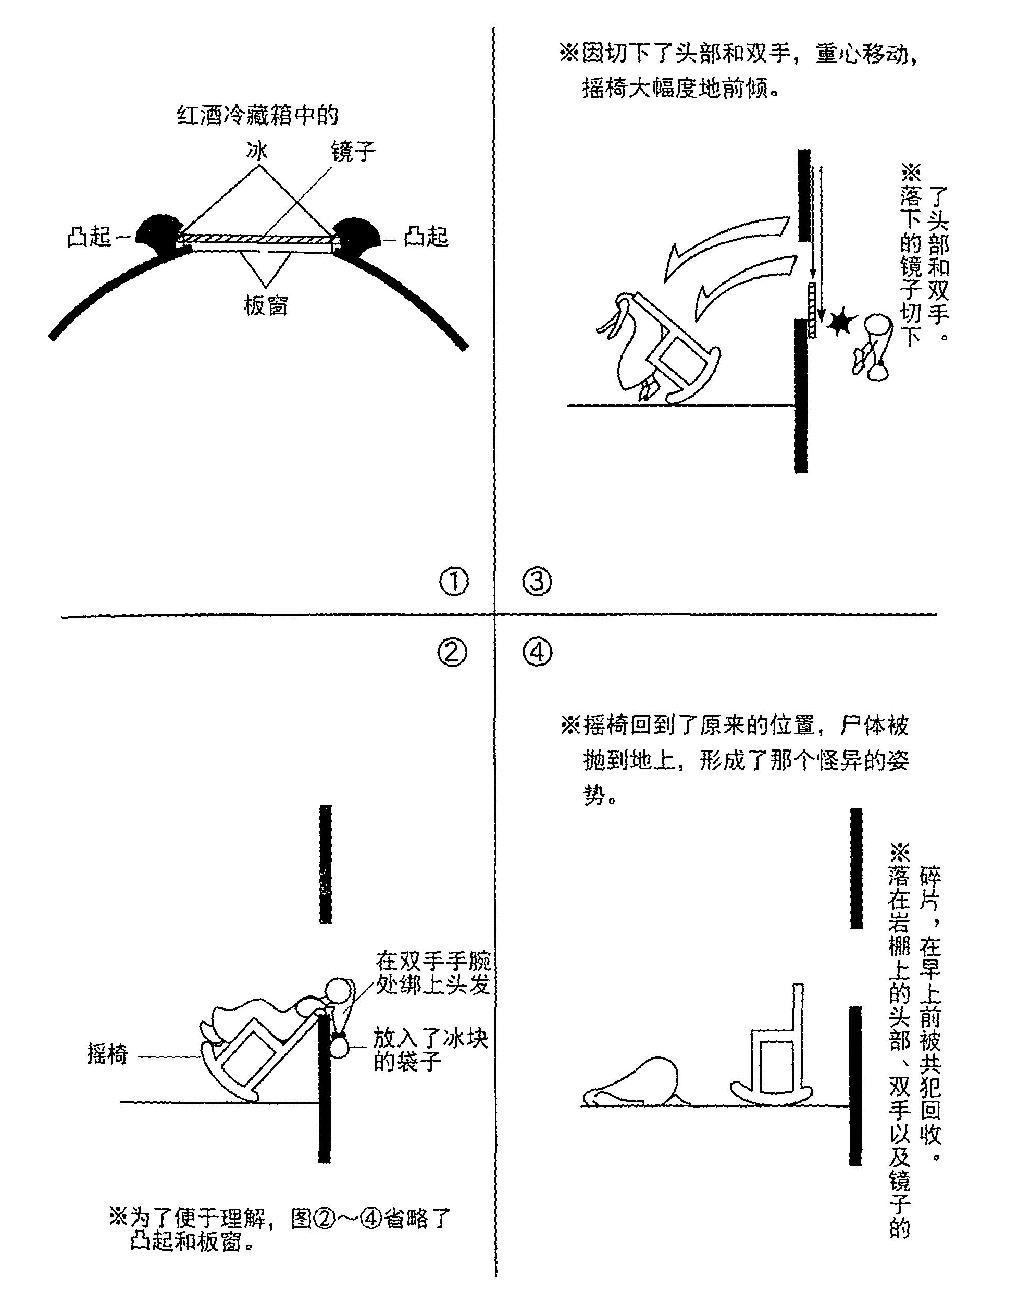 红酒冷藏箱中的
冰
镜子
凸起
凸起
板窗
①
②
在双手手腕
处绑上头发
放入了冰块
的袋子
摇椅
※为了便于理解，图②～④省略了
凸起和板窗。
※因切下了头部和双手，重心移动，
摇椅大幅度地前倾。
※落下的镜子切下
了头部和双手。
③
④
※摇椅回到了原来的位置，尸体被
抛到地上，形成了那个怪异的姿
势。
※落在岩棚上的头部、双手以及镜子的
碎片，在早上前被共犯回收。